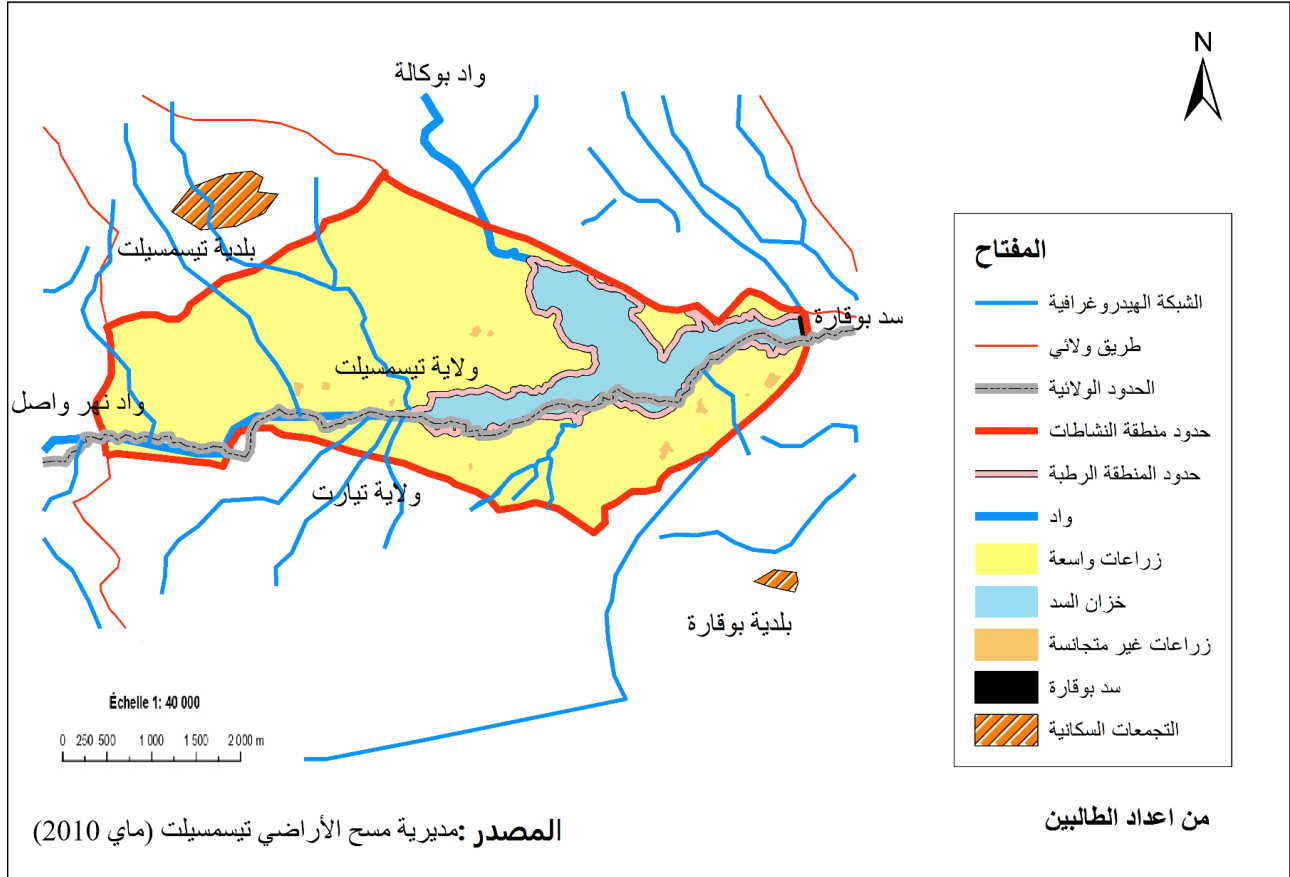 N
واد بوكالة
بلدية تيسمسيلت
سد بوقارة
ولاية تيسمسيلت
واد نهر واصل
ولاية تيارت
بلدية بوقارة
المفتاح
الشبكة الهيدروغرافية
طريق ولائي
الحدود الولائية
حدود منطقة النشاطات
حدود المنطقة الرطبة
واد
زراعات واسعة
خزان السد
زراعات غير متجانسة
سد بوقارة
التجمعات السكانية
Échelle 1: 40 000
0 250 500 1 000 1 500 2 000 m
من اعداد الطالبين
المصدر :مديرية مسح الأراضي تيسمسيلت (ماي 2010)